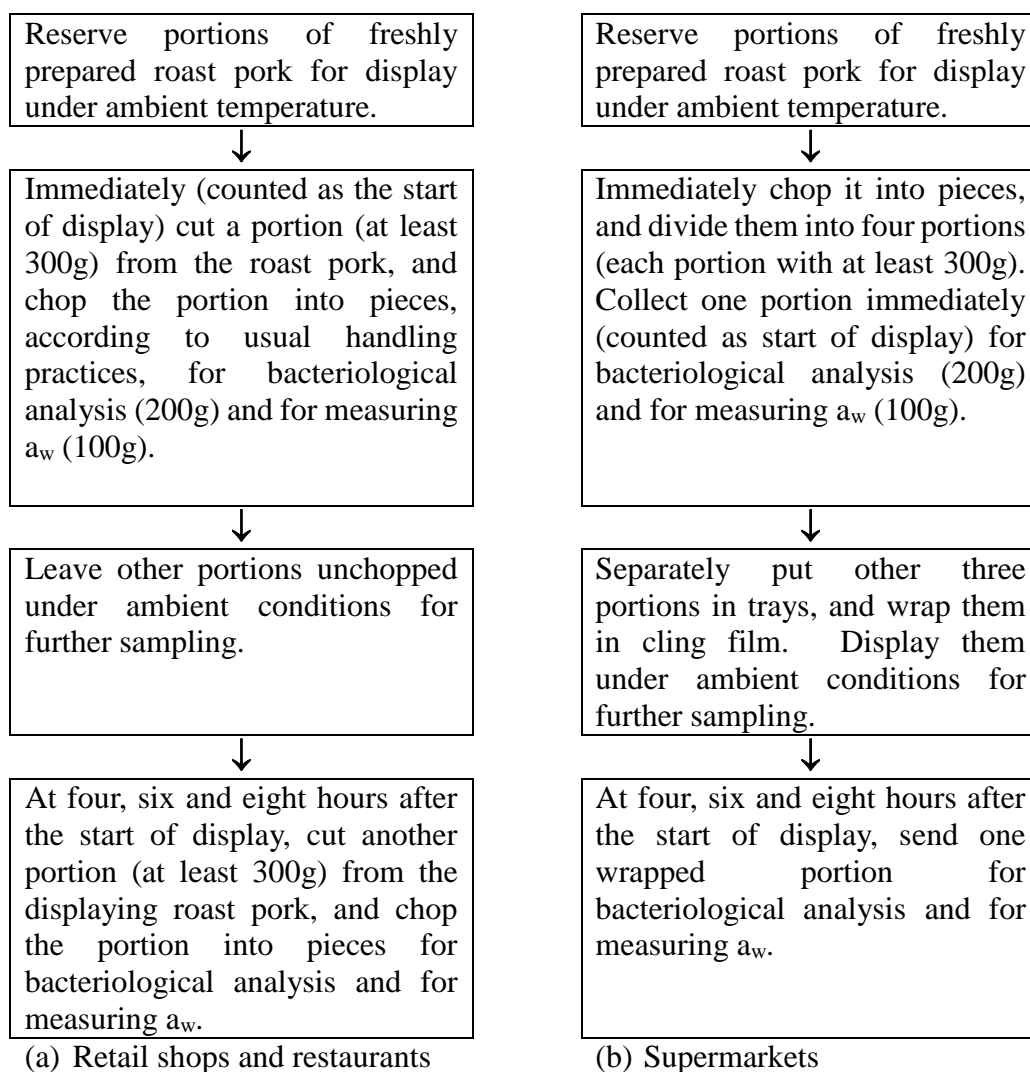 Reserve portions of freshly
prepared roast pork for display
under ambient temperature.
↓
Immediately (counted as the start
of display) cut a portion (at least
300g) from the roast pork, and
chop the portion into pieces,
according to usual handling
practices, for bacteriological
analysis (200g) and for measuring
aw (100g).
↓
Leave other portions unchopped
under ambient conditions for
further sampling.
↓
At four, six and eight hours after
the start of display, cut another
portion (at least 300g) from the
displaying roast pork, and chop
the portion into pieces for
bacteriological analysis and for
measuring aw.
(a) Retail shops and restaurants
Reserve portions of freshly
prepared roast pork for display
under ambient temperature.
↓
Immediately chop it into pieces,
and divide them into four portions
(each portion with at least 300g).
Collect one portion immediately
(counted as start of display) for
bacteriological analysis (200g)
and for measuring aw (100g).
↓
Separately put other three
portions in trays, and wrap them
in cling film. Display them
under ambient conditions for
further sampling.
↓
At four, six and eight hours after
the start of display, send one
wrapped portion for
bacteriological analysis and for
measuring aw.
(b) Supermarkets